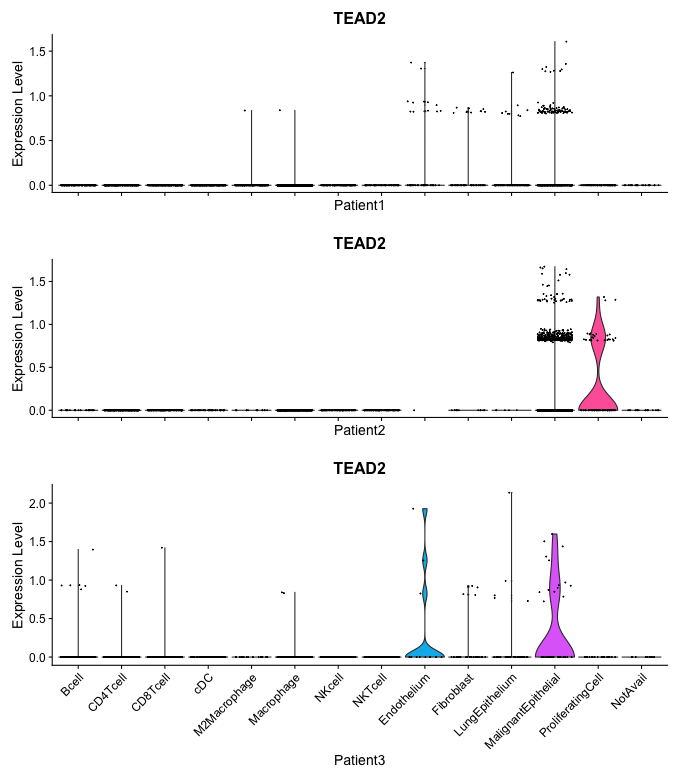 TEAD2
Expression Level
1.5
1.0
0.5
0.0
Patient1
TEAD2
Expression Level
1.5
1.0
0.5
0.0
Patient2
TEAD2
Expression Level
2.0
1.5
1.0
0.5
0.0
Bcell
CD4Tcell
CD8Tcell
cDC
M2Macrophage
Macrophage
NKcell
NKTcell
Endothelium
Fibroblast
LungEpithelium
MalignantEpithelial
ProliferatingCell
NotAvail
Patient3